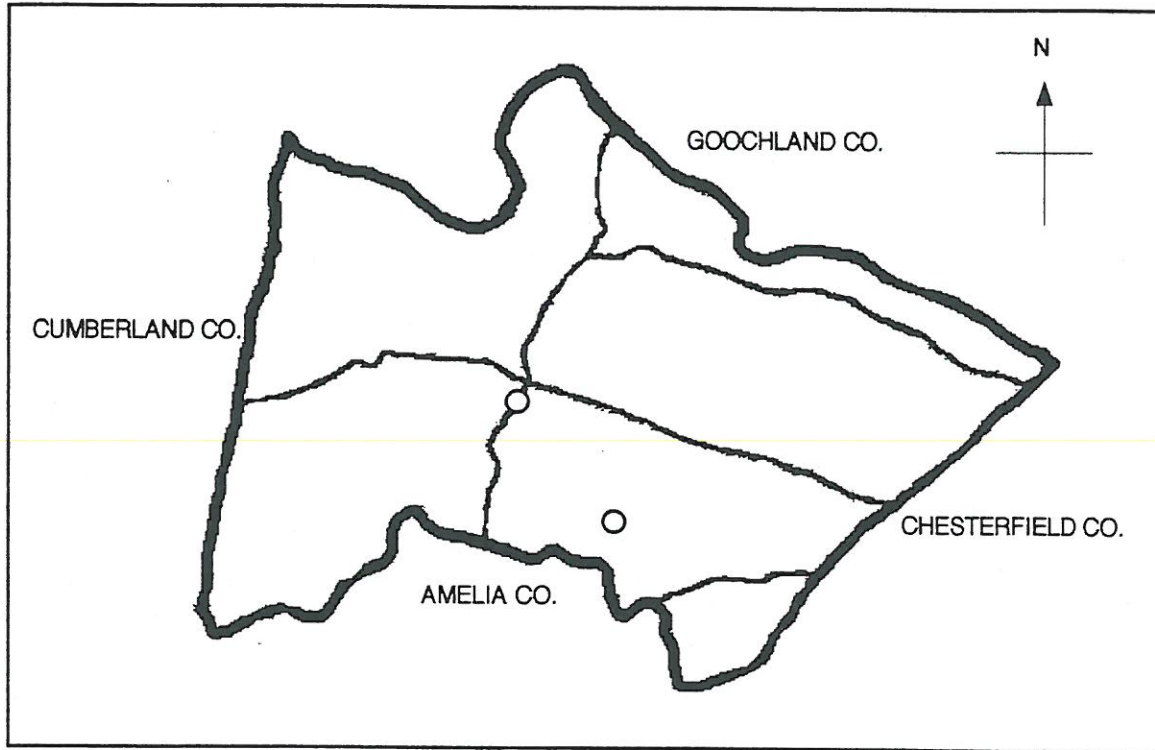 N
GOOCHLAND CO.
CUMBERLAND CO.
CHESTERFIELD CO.
AMELIA CO.